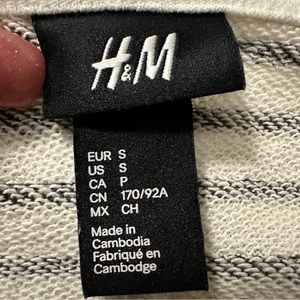 H&M
EUR S
US S
CA P
CN 170/92A
MX CH
Made in
Cambodia
Fabriqué en
Cambodge